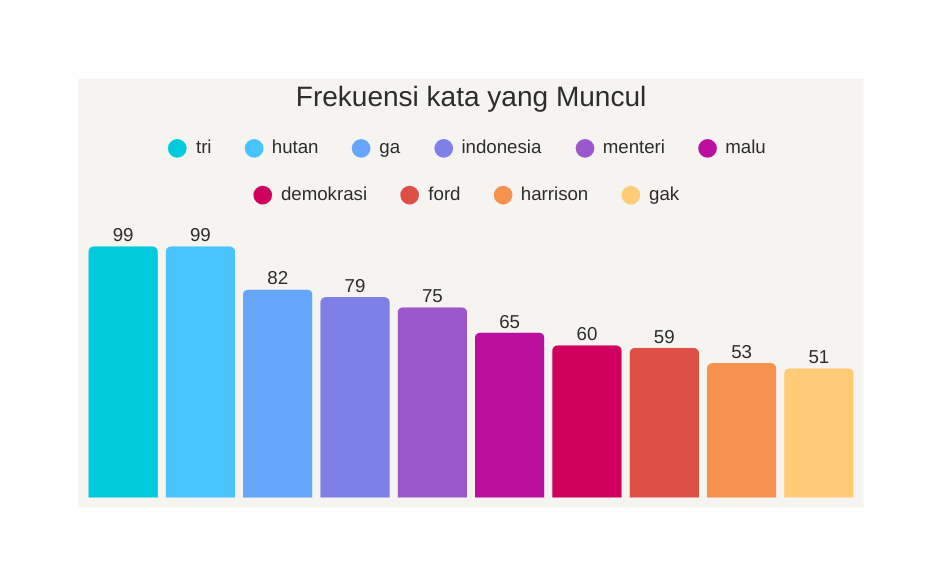 Frekuensi kata yang Muncul
tri hutan ga indonesia menteri malu
demokrasi ford harrison gak
99 99 82 79 75 65 60 59 53 51